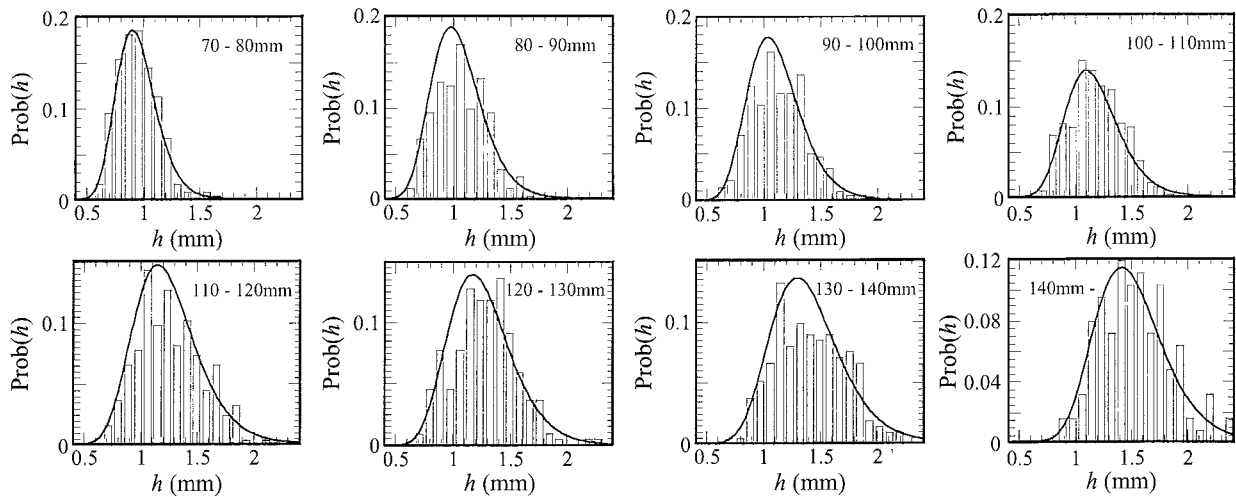 0.2
0.1
0
Prob(h)
70 - 80mm
0.5 1 1.5 2
h (mm)
0.2
0.1
0
Prob(h)
80 - 90mm
0.5 1 1.5 2
h (mm)
0.2
0.1
0
Prob(h)
90 - 100mm
0.5 1 1.5 2
h (mm)
0.2
0.1
0
Prob(h)
100 - 110mm
0.5 1 1.5 2
h (mm)
0.1
0
Prob(h)
110 - 120mm
0.5 1 1.5 2
h (mm)
0.1
0
Prob(h)
120 - 130mm
0.5 1 1.5 2
h (mm)
0.1
0
Prob(h)
130 - 140mm
0.5 1 1.5 2
h (mm)
0.12
0.08
0.04
0
Prob(h)
140mm -
0.5 1 1.5 2
h (mm)